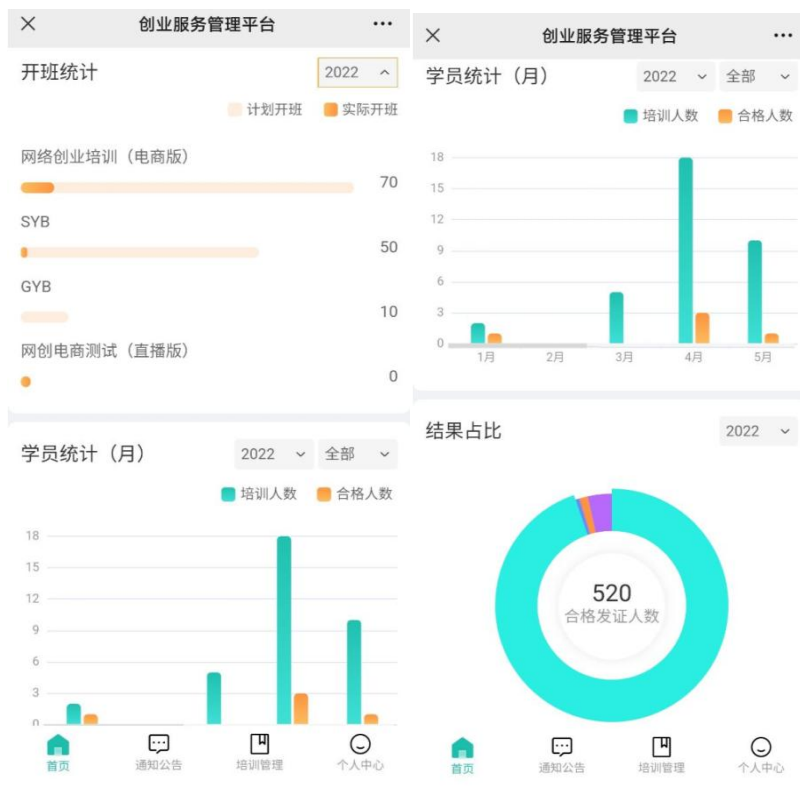 创业服务管理平台
开班统计
2022
计划开班 实际开班
网络创业培训（电商版）
70
SYB
50
GYB
10
网创电商测试（直播版）
0
学员统计（月）
2022 全部
培训人数 合格人数
18
15
12
9
6
3
0
首页 通知公告 培训管理 个人中心
创业服务管理平台
学员统计（月）
2022 全部
培训人数 合格人数
18
15
12
9
6
3
0
1月 2月 3月 4月 5月
结果占比
2022
520
合格发证人数
首页 通知公告 培训管理 个人中心